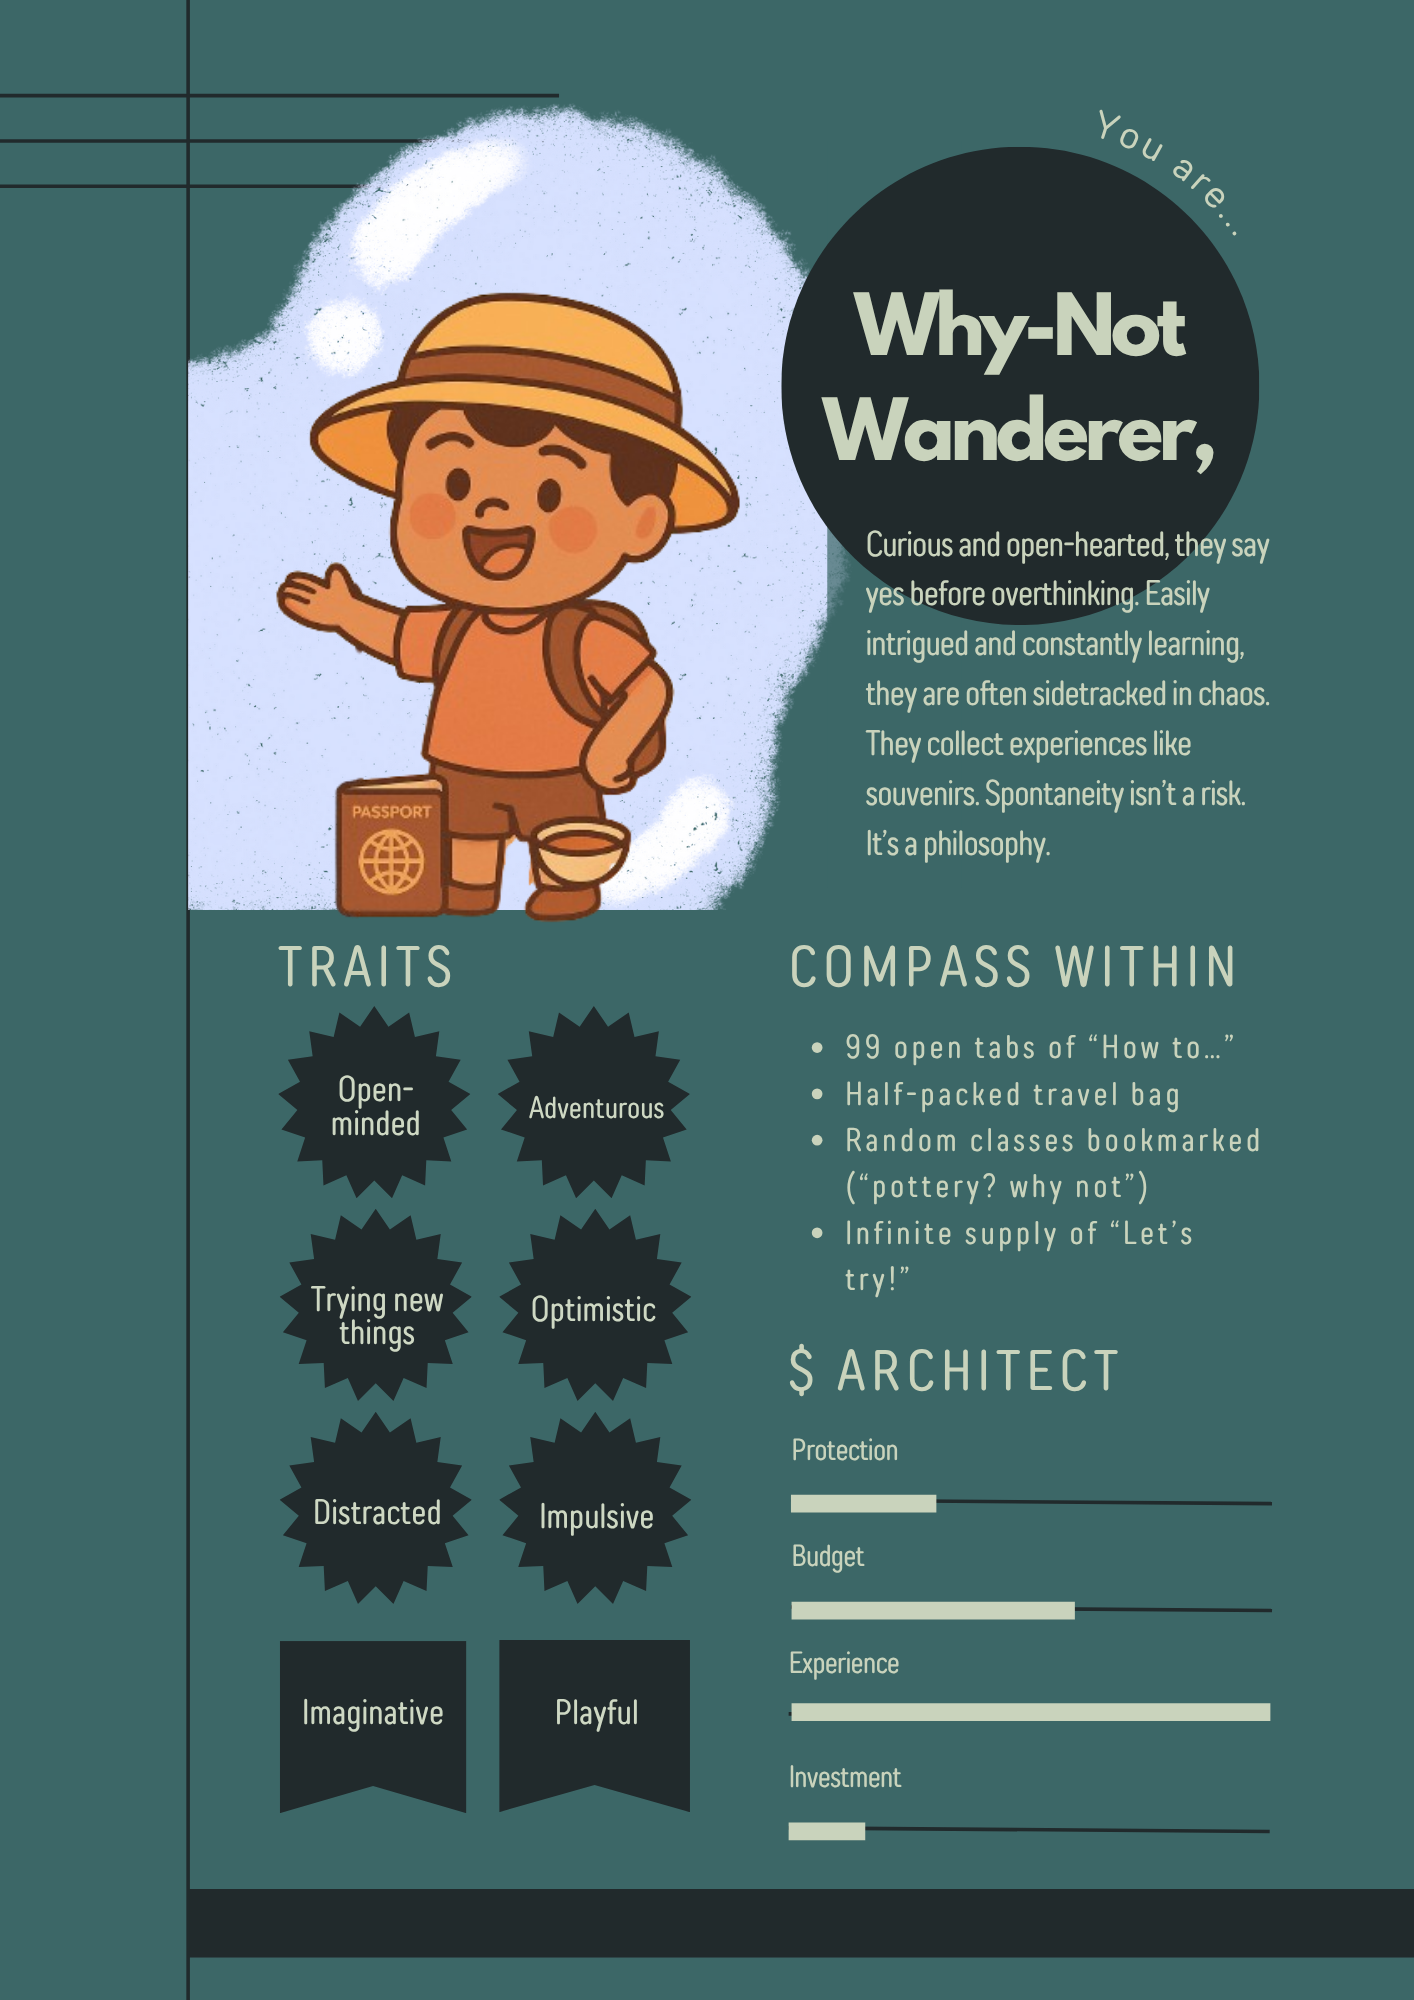 You are...
Why-Not
Wanderer,
Curious and open-hearted, they say
yes before overthinking. Easily
intrigued and constantly learning,
they are often sidetracked in chaos.
They collect experiences like
souvenirs. Spontaneity isn’t a risk.
It’s a philosophy.
PASSPORT
TRAITS
Open-
minded
Adventurous
Trying new
things
Optimistic
Distracted
Impulsive
Imaginative
Playful
COMPASS WITHIN
• 99 open tabs of “How to…”
• Half-packed travel bag
• Random classes bookmarked
(“pottery? why not”)
• Infinite supply of “Let’s
try!”
$ ARCHITECT
Protection
Budget
Experience
Investment